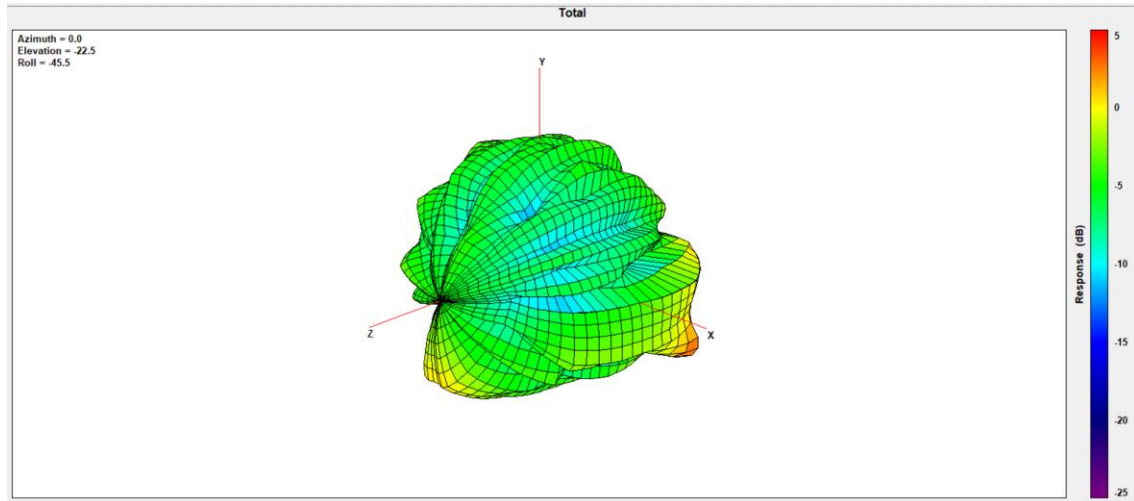 Total
Azimuth = 0.0
Elevation = -22.5
Roll = -45.5
Y
Z
X
5
0
-5
-10
-15
-20
-25
Response (dB)